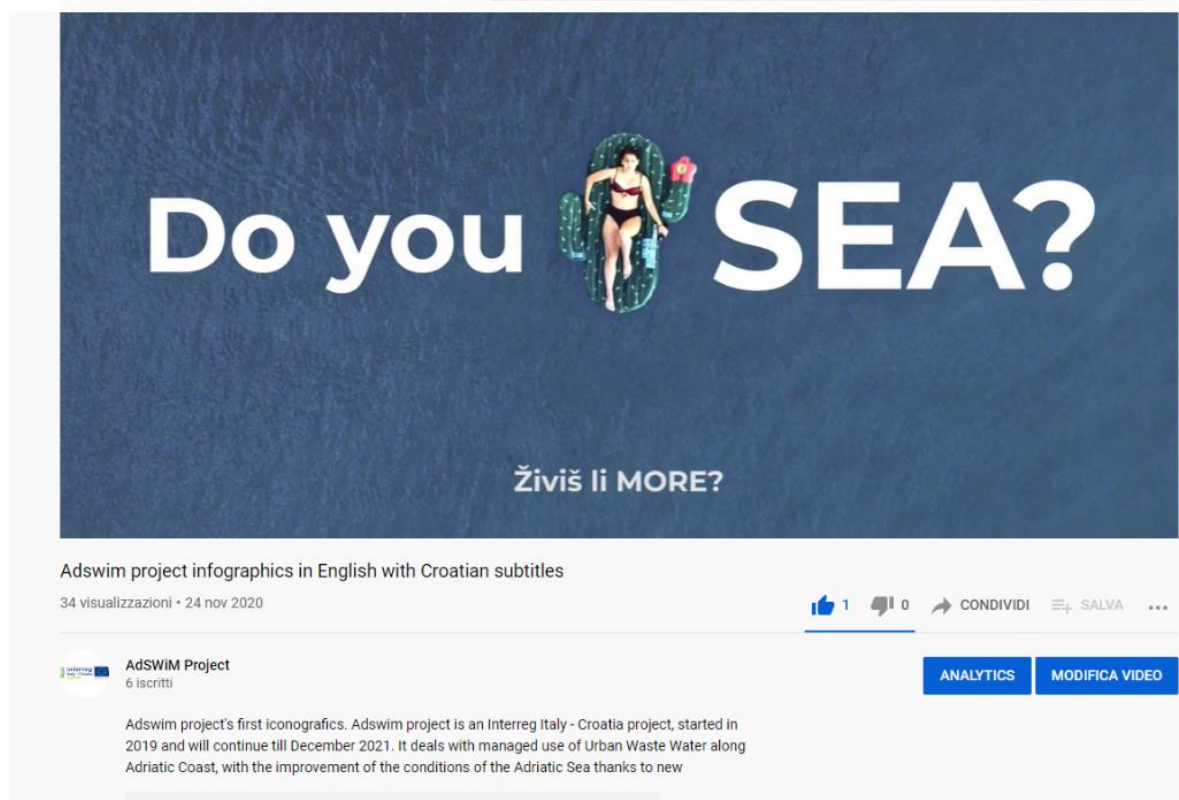 Do you SEA?
Živiš li MORE?
Adswim project infographics in English with Croatian subtitles
34 visualizzazioni • 24 nov 2020
1 0 CONDIVIDI SALVA
AdSWiM Project
6 iscritti
ANALYTICS MODIFICA VIDEO
Interreg
Adswim project's first iconografics. Adswim project is an Interreg Italy - Croatia project, started in
2019 and will continue till December 2021. It deals with managed use of Urban Waste Water along
Adriatic Coast, with the improvement of the conditions of the Adriatic Sea thanks to new